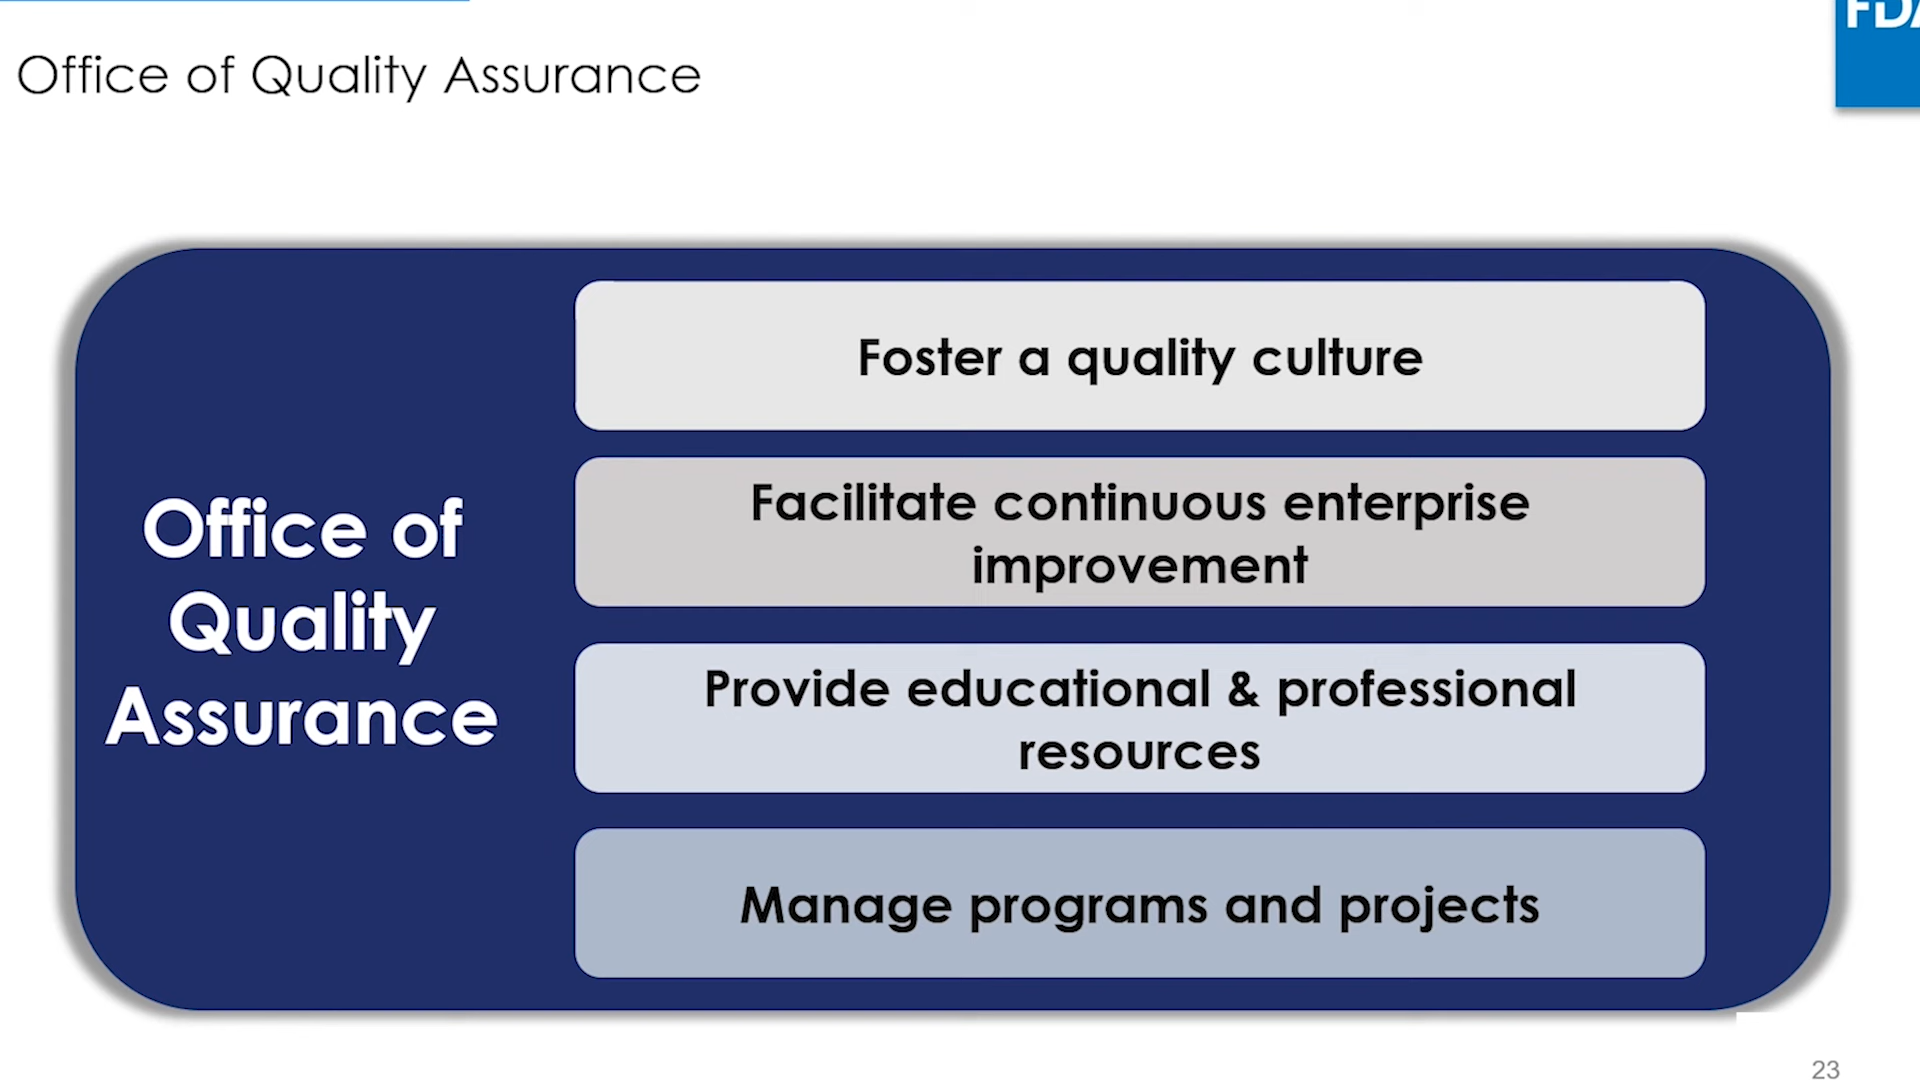 FDA
Office of Quality Assurance
Office of
Quality
Assurance
Foster a quality culture
Facilitate continuous enterprise
improvement
Provide educational & professional
resources
Manage programs and projects
23